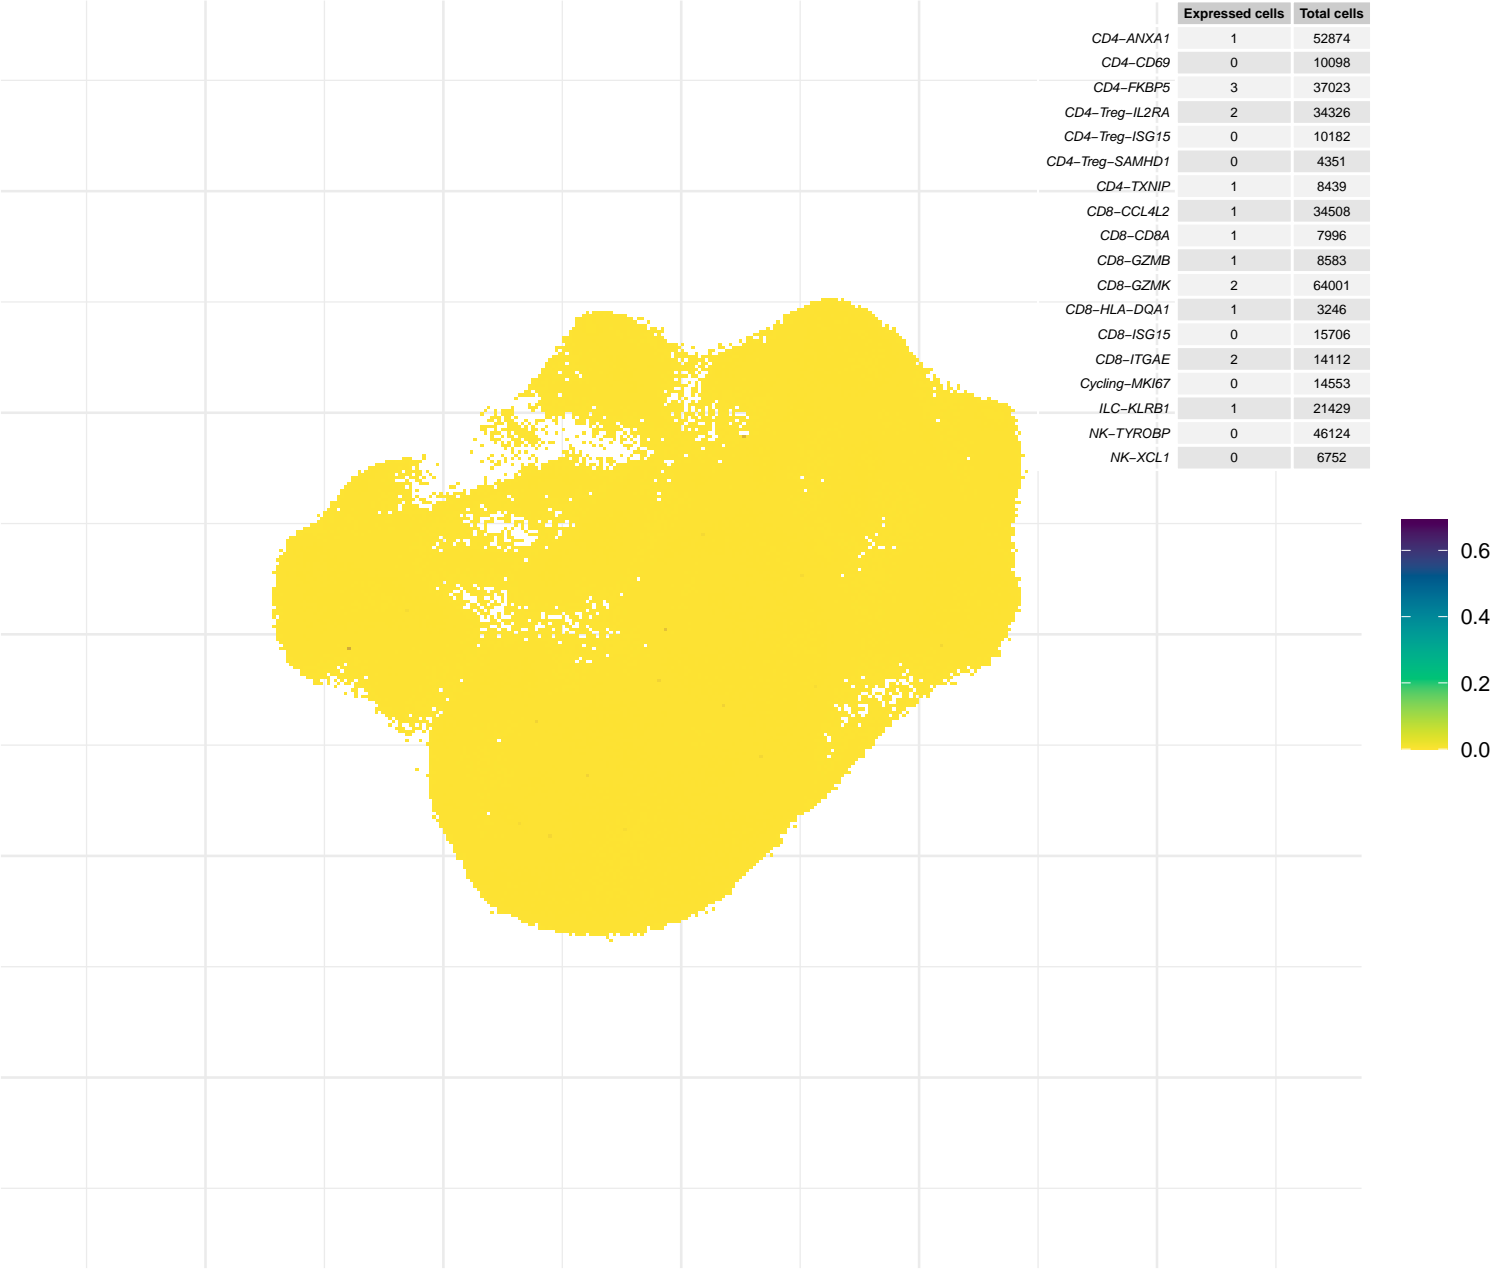 Expressed cells Total cells
CD4−ANXA1 1 52874
CD4−CD69 0 10098
CD4−FKBP5 3 37023
CD4−Treg−IL2RA 2 34326
CD4−Treg−ISG15 0 10182
CD4−Treg−SAMHD1 0 4351
CD4−TXNIP 1 8439
CD8−CCL4L2 1 34508
CD8−CD8A 1 7996
CD8−GZMB 1 8583
CD8−GZMK 2 64001
CD8−HLA−DQA1 1 3246
CD8−ISG15 0 15706
CD8−ITGAE 2 14112
Cycling−MKI67 0 14553
ILC−KLRB1 1 21429
NK−TYROBP 0 46124
NK−XCL1 0 6752
0.6
0.4
0.2
0.0